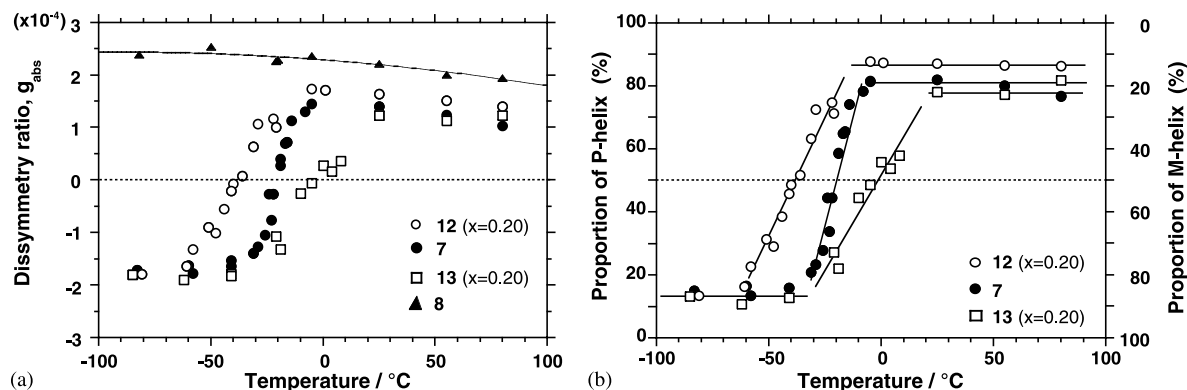 (x10⁻⁴)
3
2
1
0
-1
-2
-3
Dissymmetry ratio, gabs
12 (x=0.20)
7
13 (x=0.20)
8
-100 -50 0 50 100
Temperature / °C
(a)
100
80
60
40
20
0
Proportion of P-helix (%)
0
20
40
60
80
100
Proportion of M-helix (%)
12 (x=0.20)
7
13 (x=0.20)
-100 -50 0 50 100
Temperature / °C
(b)